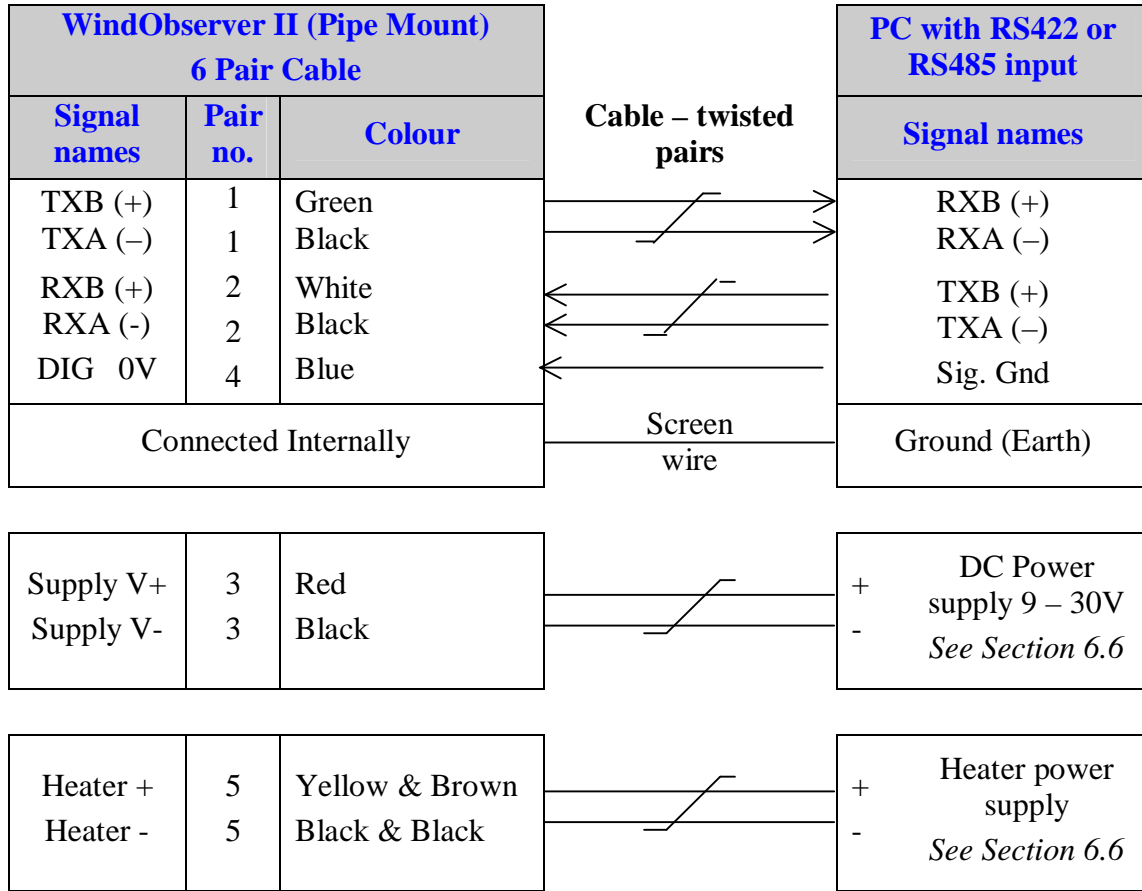 WindObserver II (Pipe Mount)
6 Pair Cable
PC with RS422 or
RS485 input
Signal
names
Pair
no.
Colour
Cable – twisted
pairs
Signal names
TXB (+) 1 Green RXB (+)
TXA (–) 1 Black RXA (–)
RXB (+) 2 White TXB (+)
RXA (-) 2 Black TXA (–)
DIG 0V 4 Blue Sig. Gnd
Connected Internally
Screen
wire
Ground (Earth)
Supply V+ 3 Red +
Supply V- 3 Black -
DC Power
supply 9 – 30V
See Section 6.6
Heater + 5 Yellow & Brown +
Heater - 5 Black & Black -
Heater power
supply
See Section 6.6